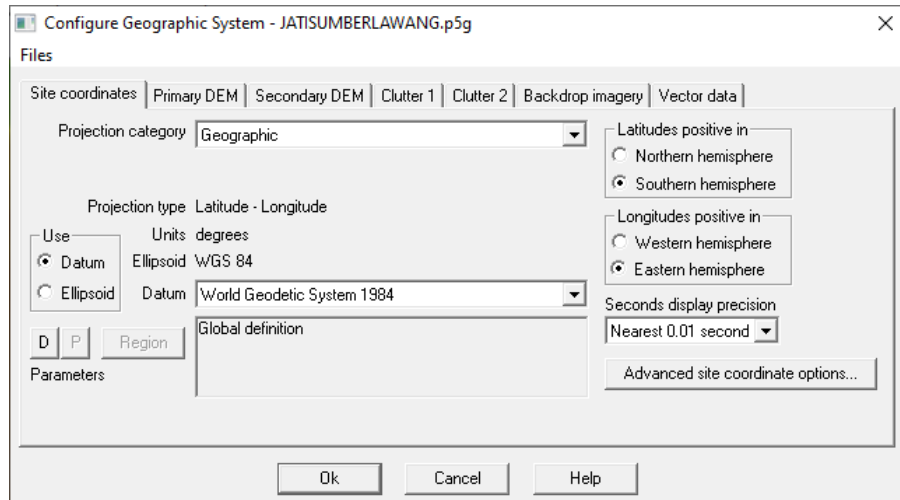 Configure Geographic System - JATISUMBERLAWANG.p5g
Files
Site coordinates Primary DEM Secondary DEM Clutter 1 Clutter 2 Backdrop imagery Vector data
Projection category Geographic
Latitudes positive in
Northern hemisphere
Southern hemisphere
Projection type Latitude - Longitude
Use
Units degrees
Longitudes positive in
Western hemisphere
Datum
Ellipsoid WGS 84
Eastern hemisphere
Ellipsoid
Datum World Geodetic System 1984
Seconds display precision
Nearest 0.01 second
D P Region
Global definition
Parameters
Advanced site coordinate options...
Ok Cancel Help